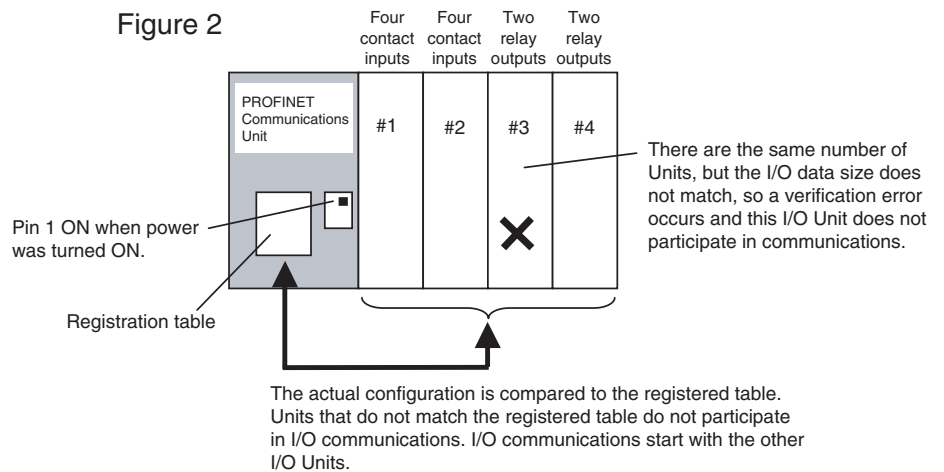 Figure 2
Four
contact
inputs
Four
contact
inputs
Two
relay
outputs
Two
relay
outputs
PROFINET
Communications
Unit
#1
#2
#3
#4
There are the same number of
Units, but the I/O data size does
not match, so a verification error
occurs and this I/O Unit does not
participate in communications.
Pin 1 ON when power
was turned ON.
Registration table
The actual configuration is compared to the registered table.
Units that do not match the registered table do not participate
in I/O communications. I/O communications start with the other
I/O Units.